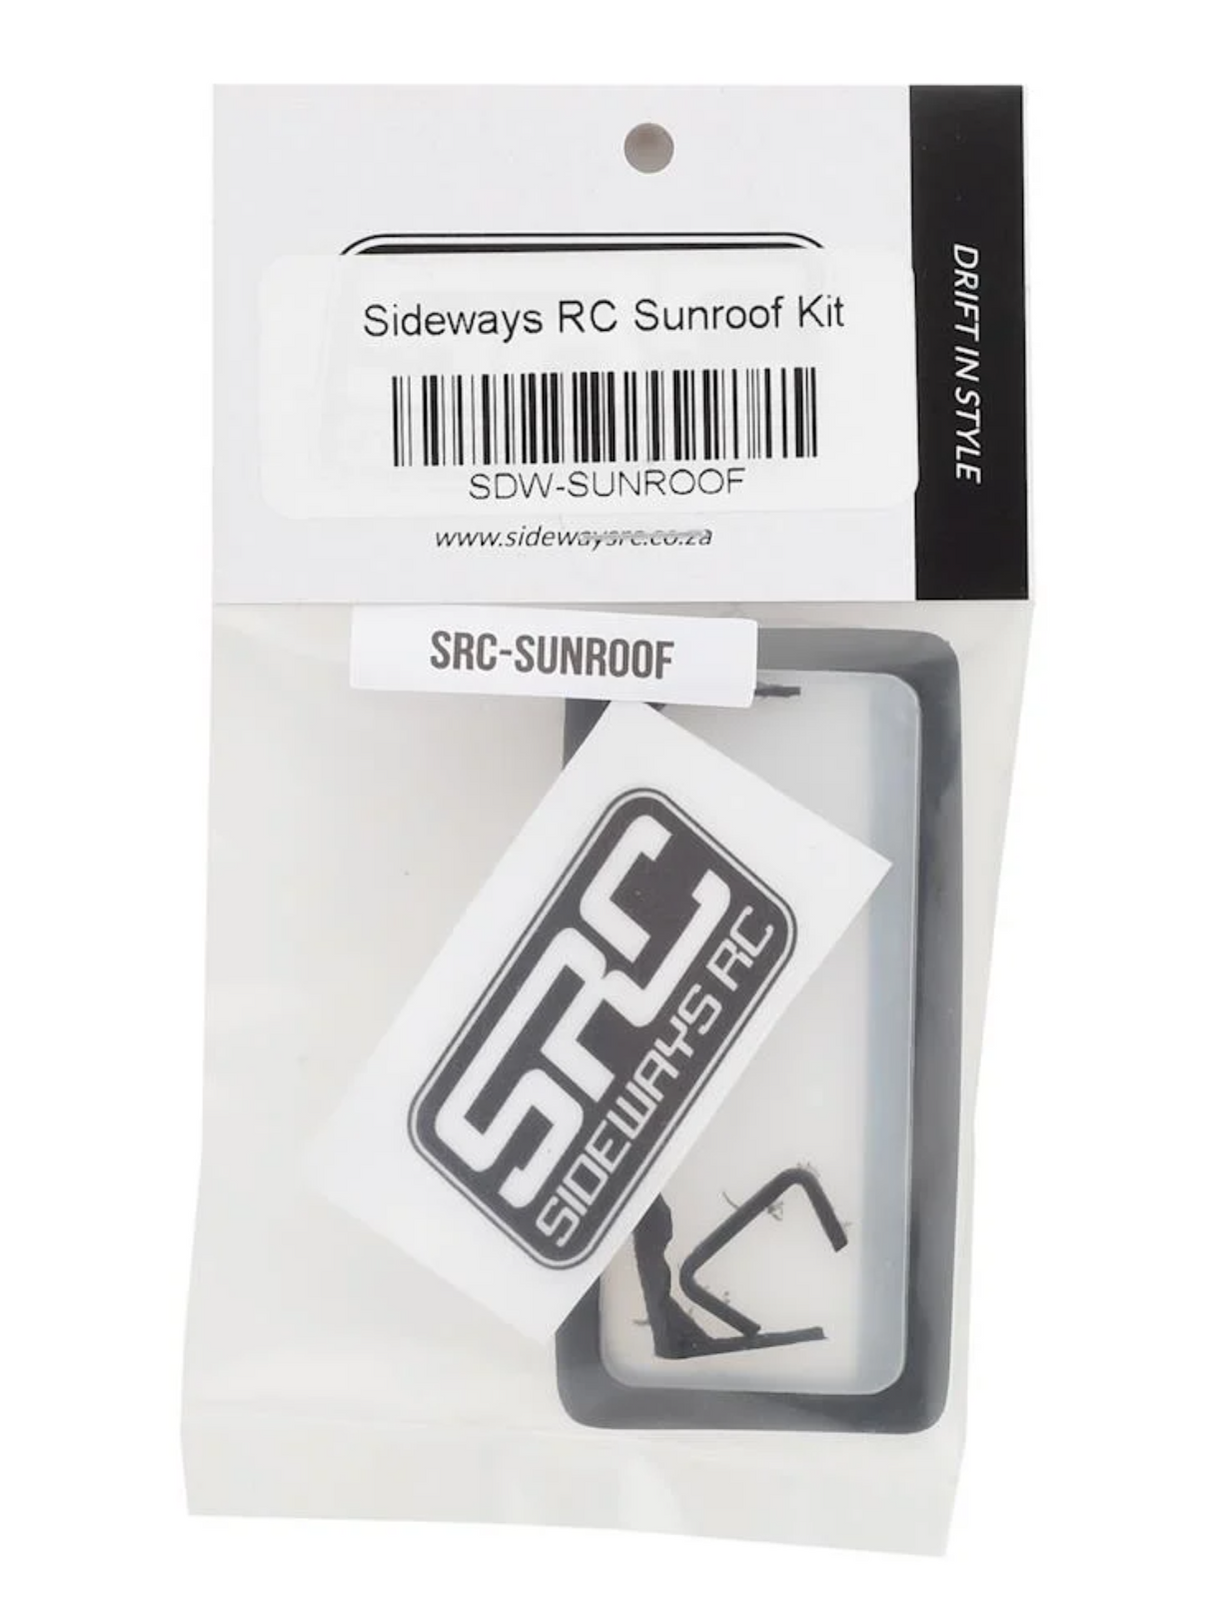 Sideways RC Sunroof Kit
SDW-SUNROOF
www.sidewaysrc.co.za
DRIFT IN STYLE
SRC-SUNROOF
SRC
SIDEWAYS RC